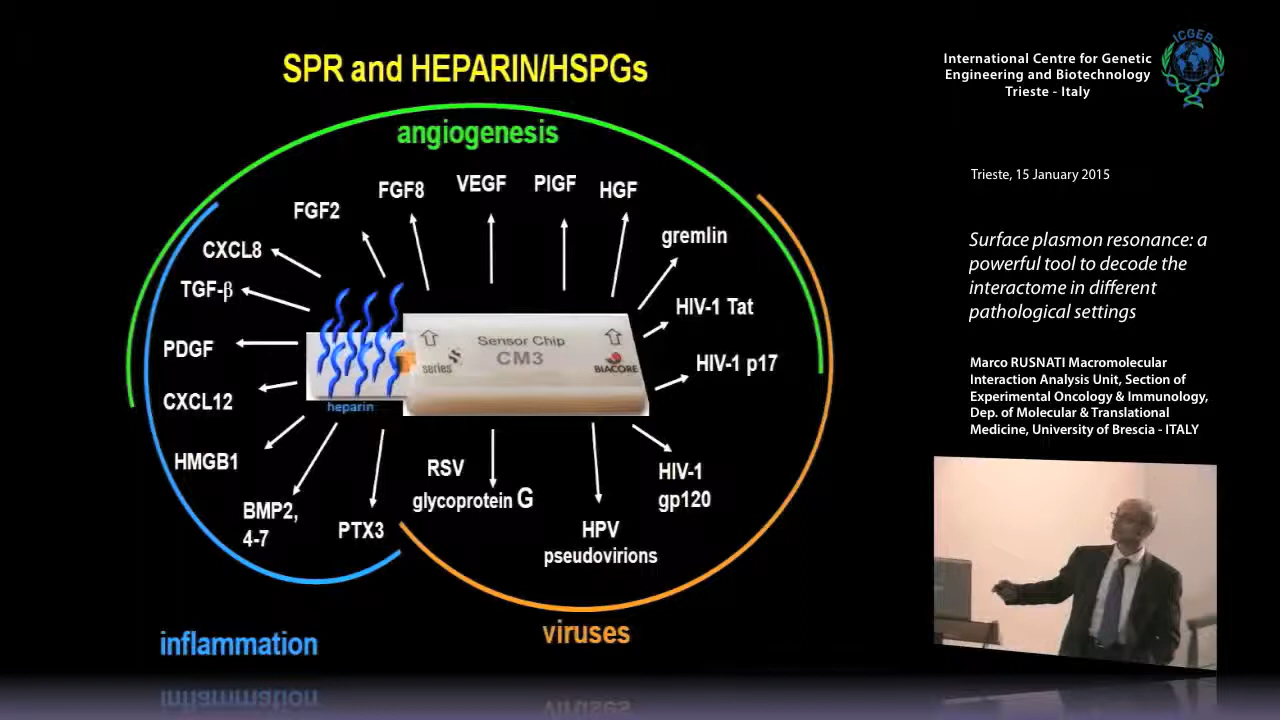 SPR and HEPARIN/HSPGs
angiogenesis
FGF8
VEGF
PIGF
HGF
FGF2
gremlin
CXCL8
TGF-β
HIV-1 Tat
PDGF
HIV-1 p17
CXCL12
Sensor Chip
CM3
series S
BIACORE
heparin
HMGB1
RSV
glycoprotein G
HIV-1
gp120
BMP2,
4-7
PTX3
HPV
pseudovirions
inflammation
viruses
International Centre for Genetic
Engineering and Biotechnology
Trieste - Italy
ICGEB
Trieste, 15 January 2015
Surface plasmon resonance: a
powerful tool to decode the
interactome in different
pathological settings
Marco RUSNATI Macromolecular
Interaction Analysis Unit, Section of
Experimental Oncology & Immunology,
Dep. of Molecular & Translational
Medicine, University of Brescia - ITALY